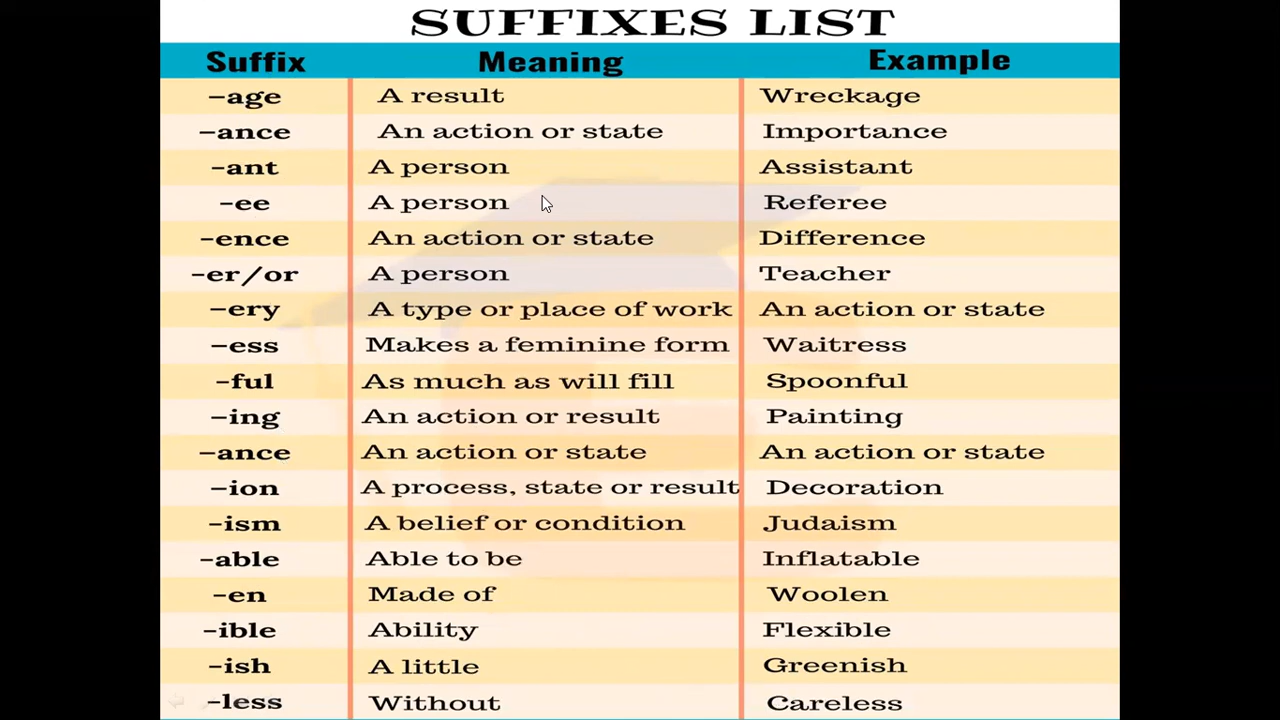 SUFFIXES LIST
Suffix Meaning Example
–age A result Wreckage
–ance An action or state Importance
-ant A person Assistant
-ee A person Referee
-ence An action or state Difference
-er/or A person Teacher
–ery A type or place of work An action or state
–ess Makes a feminine form Waitress
-ful As much as will fill Spoonful
–ing An action or result Painting
–ance An action or state An action or state
–ion A process, state or result Decoration
-ism A belief or condition Judaism
-able Able to be Inflatable
-en Made of Woolen
-ible Ability Flexible
-ish A little Greenish
-less Without Careless